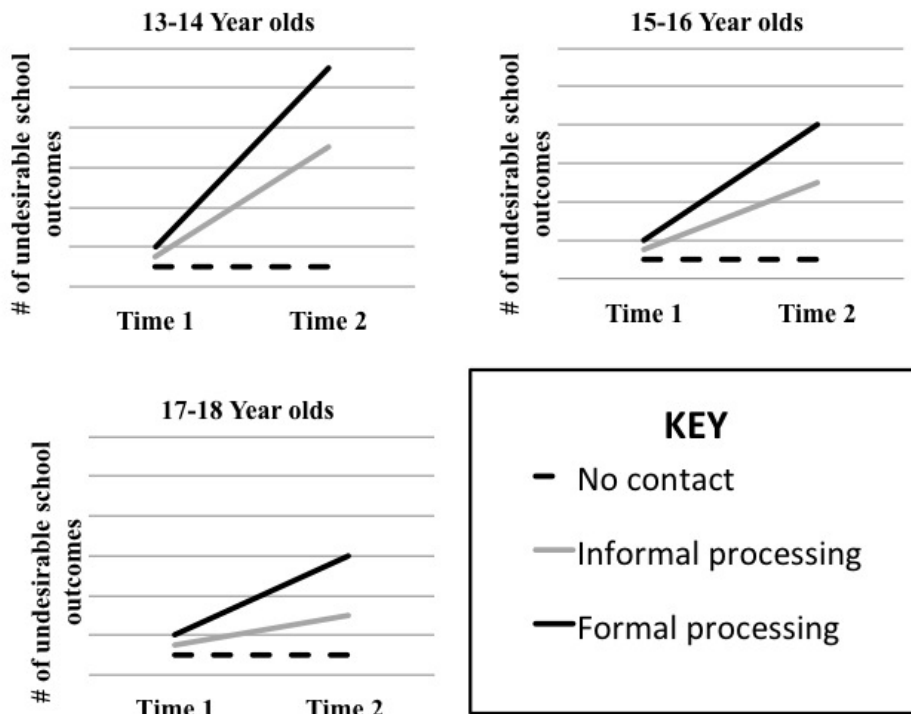 13-14 Year olds
# of undesirable school
outcomes
Time 1 Time 2
15-16 Year olds
# of undesirable school
outcomes
Time 1 Time 2
17-18 Year olds
# of undesirable school
outcomes
Time 1 Time 2
KEY
No contact
Informal processing
Formal processing